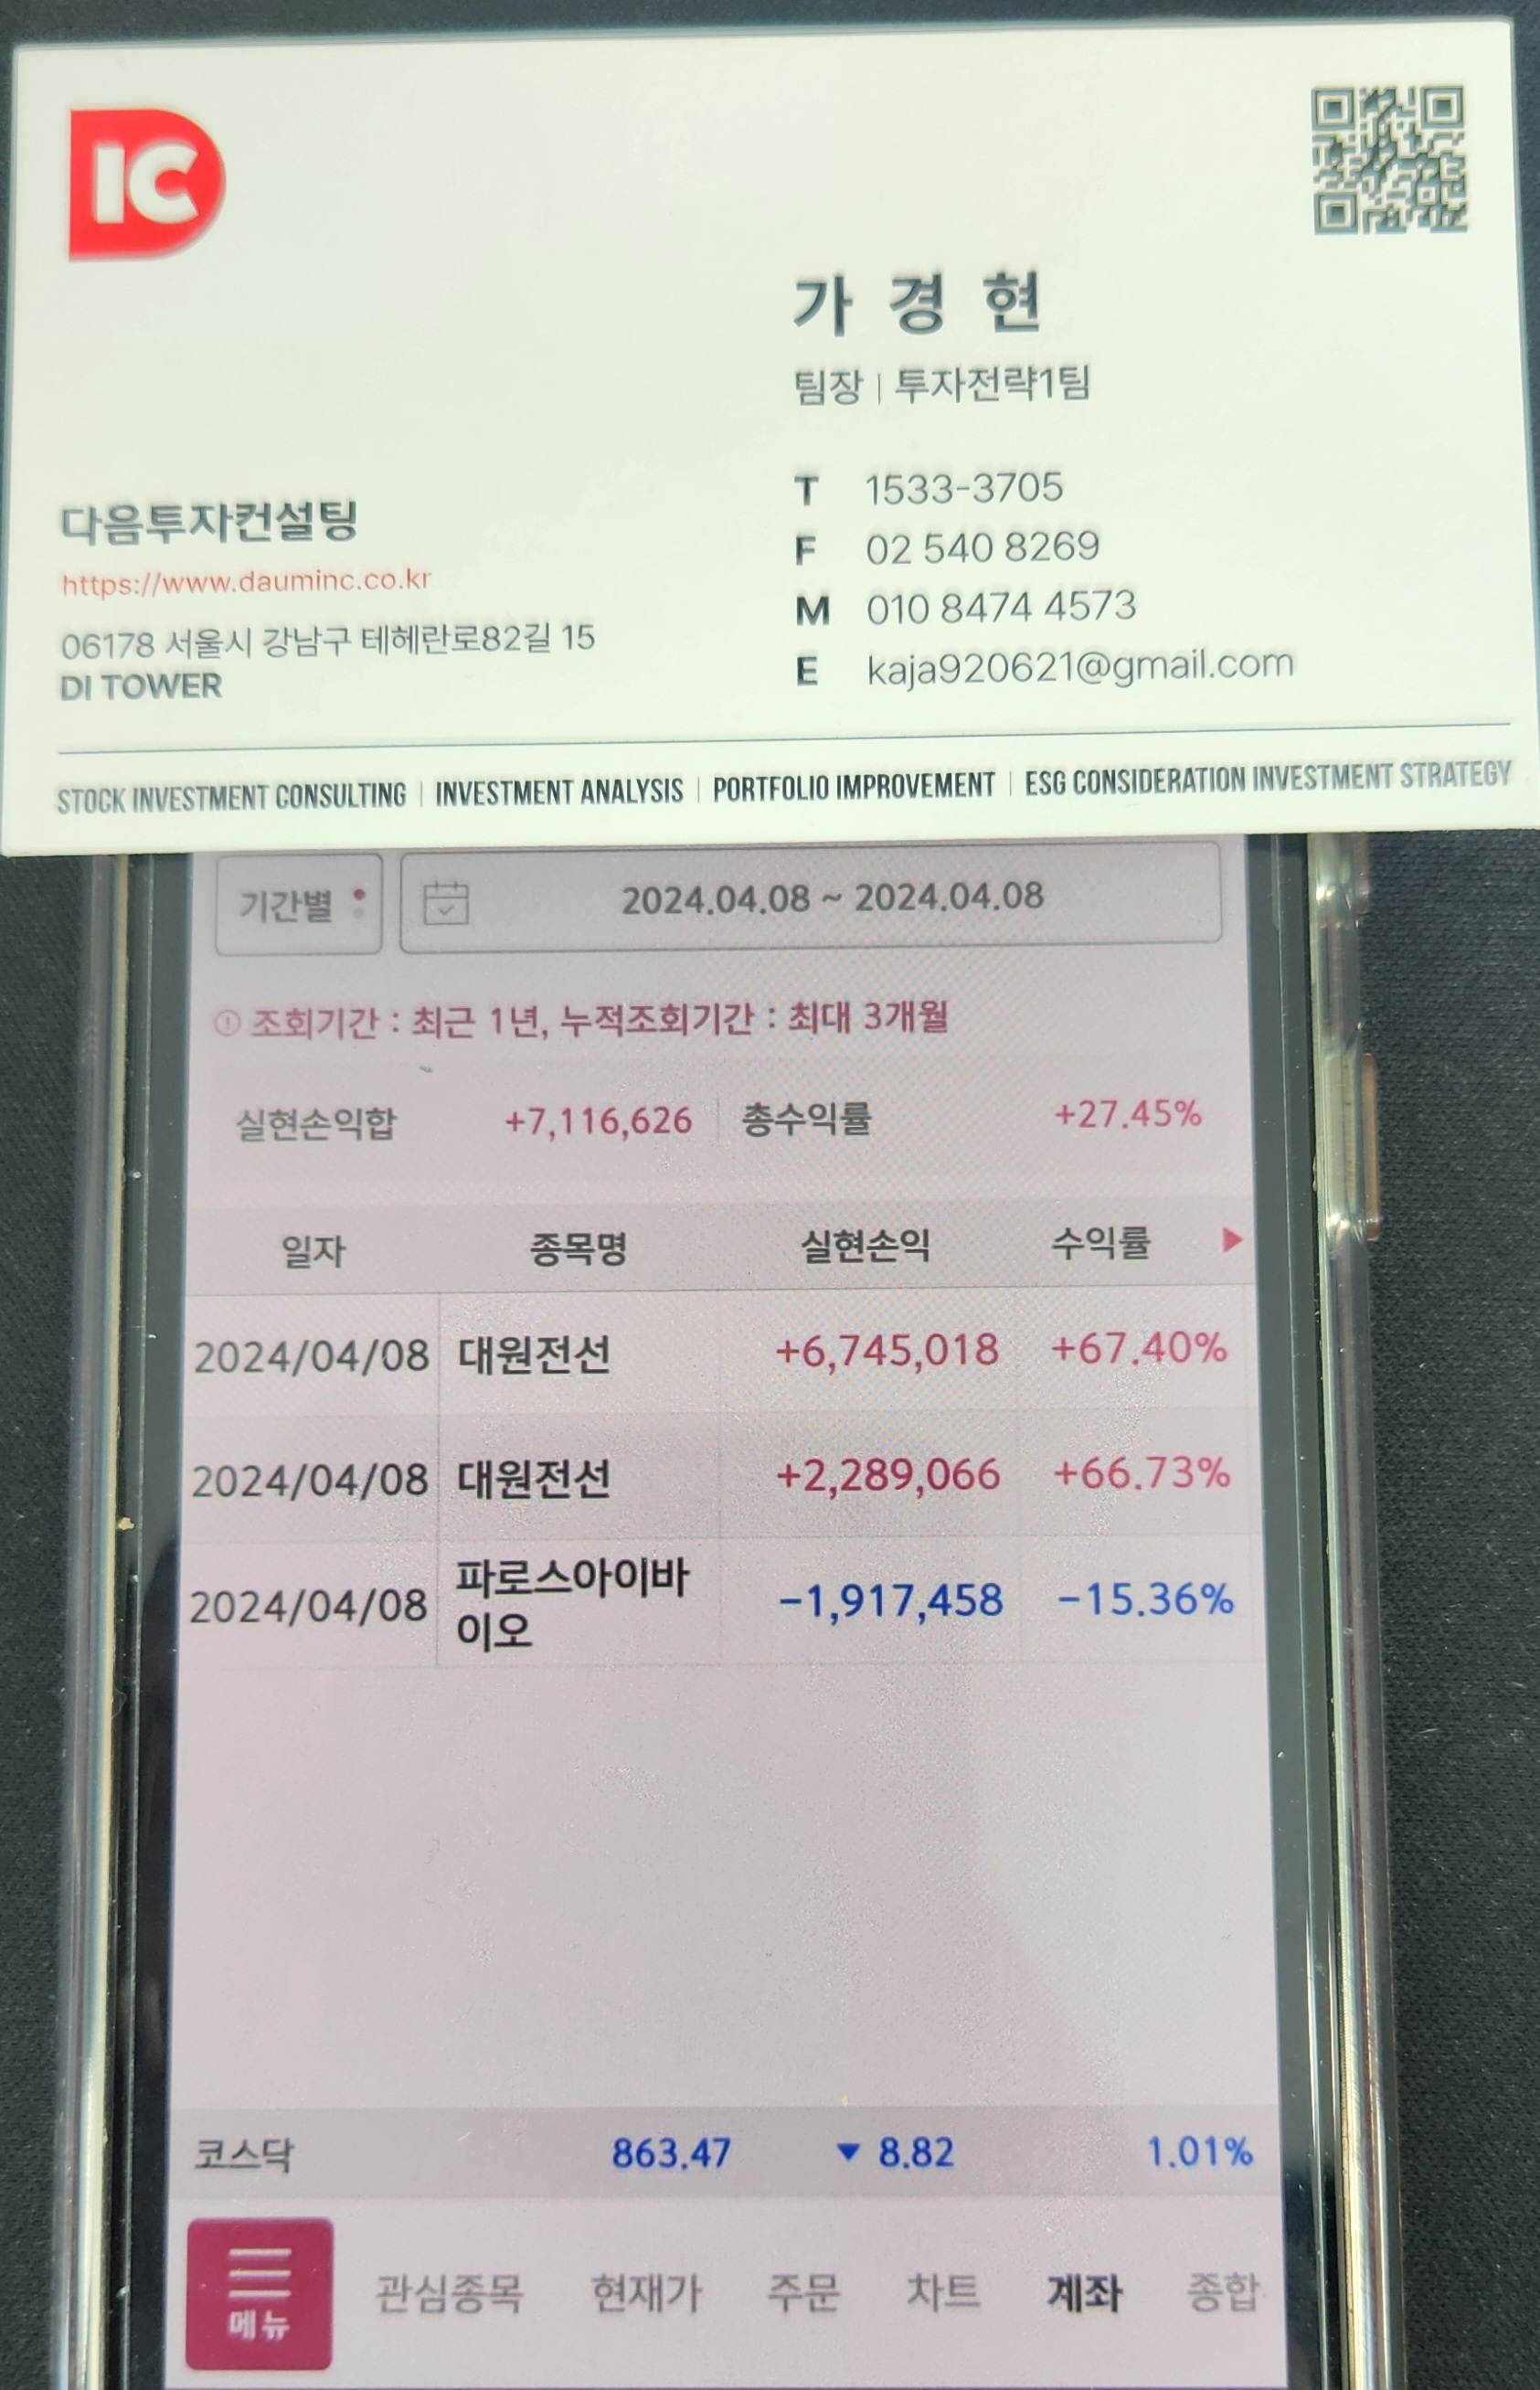 IC
가경현
팀장 | 투자전략1팀
T 1533-3705
F 02 540 8269
M 010 8474 4573
E kaja920621@gmail.com
다음투자컨설팅
https://www.dauminc.co.kr
06178 서울시 강남구 테헤란로82길 15
DI TOWER
STOCK INVESTMENT CONSULTING | INVESTMENT ANALYSIS | PORTFOLIO IMPROVEMENT | ESG CONSIDERATION INVESTMENT STRATEGY
기간별 2024.04.08 ~ 2024.04.08
조회기간 : 최근 1년, 누적조회기간 : 최대 3개월
실현손익합 +7,116,626 총수익률 +27.45%
일자 종목명 실현손익 수익률
2024/04/08 대원전선 +6,745,018 +67.40%
2024/04/08 대원전선 +2,289,066 +66.73%
2024/04/08 파로스아이바 -1,917,458 -15.36%
이오
코스닥 863.47 ▼ 8.82 1.01%
메뉴 관심종목 현재가 주문 차트 계좌 종합